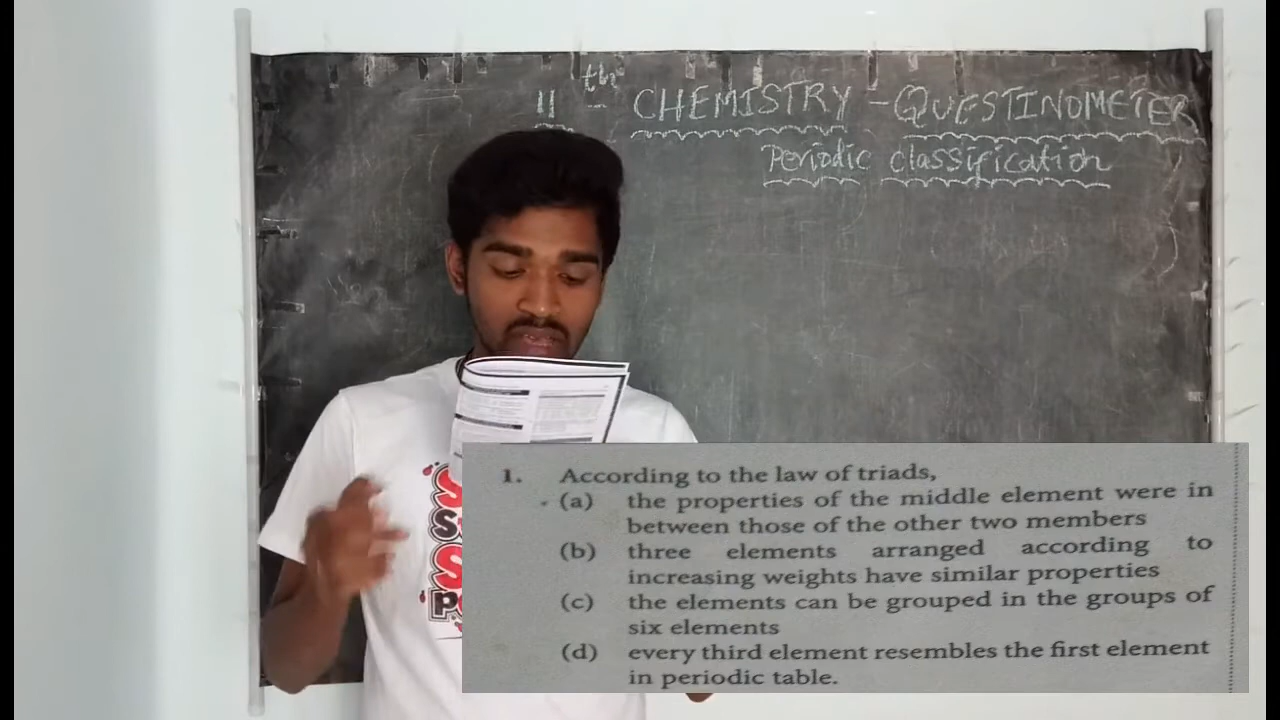 11th CHEMISTRY - QUESTINOMETER
Periodic classification
1. According to the law of triads,
(a) the properties of the middle element were in
between those of the other two members
(b) three elements arranged according to
increasing weights have similar properties
(c) the elements can be grouped in the groups of
six elements
(d) every third element resembles the first element
in periodic table.